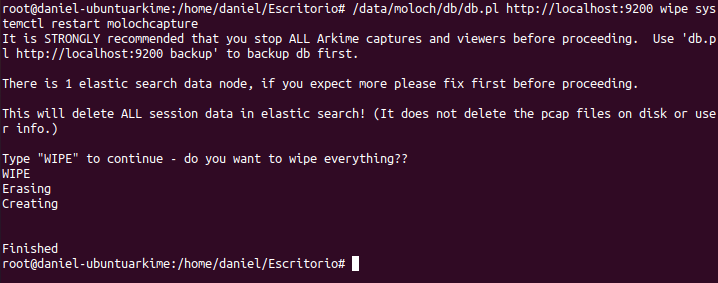 root@daniel-ubuntuarkime:/home/daniel/Escritorio# /data/moloch/db/db.pl http://localhost:9200 wipe sys
temctl restart molochcapture
It is STRONGLY recommended that you stop ALL Arkime captures and viewers before proceeding.  Use 'db.p
l http://localhost:9200 backup' to backup db first.
There is 1 elastic search data node, if you expect more please fix first before proceeding.
This will delete ALL session data in elastic search! (It does not delete the pcap files on disk or use
r info.)
Type "WIPE" to continue - do you want to wipe everything??
WIPE
Erasing
Creating
Finished
root@daniel-ubuntuarkime:/home/daniel/Escritorio#